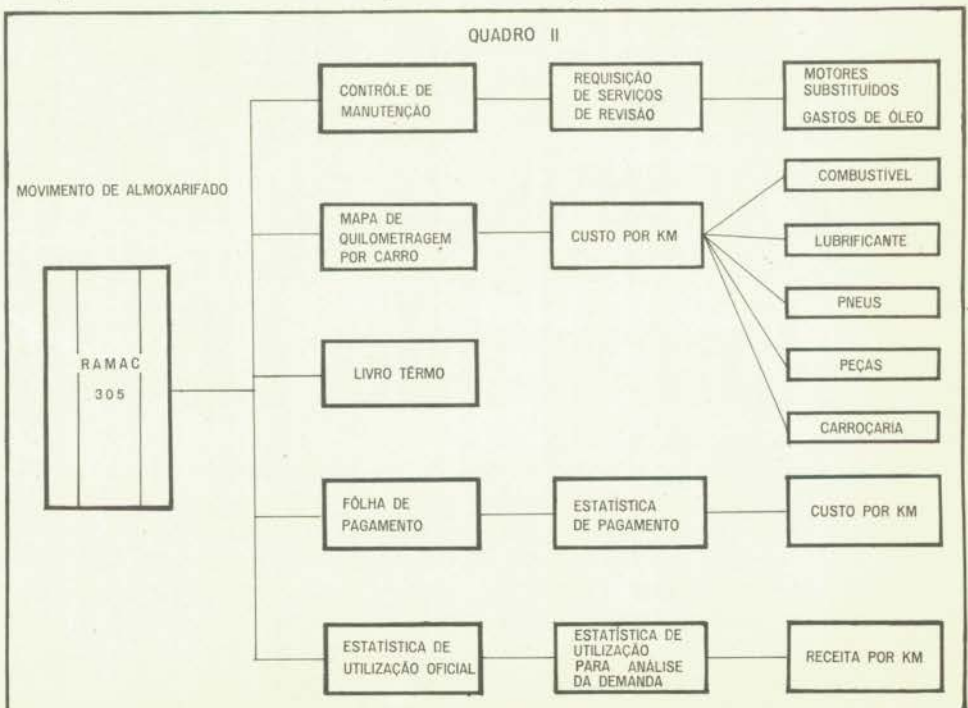 QUADRO II
MOVIMENTO DE ALMOXARIFADO
RAMAC
305
CONTRÔLE DE
MANUTENÇÃO
REQUISIÇÃO
DE SERVIÇOS
DE REVISÃO
MOTORES
SUBSTITUÍDOS
GASTOS DE ÓLEO
MAPA DE
QUILOMETRAGEM
POR CARRO
CUSTO POR KM
COMBUSTÍVEL
LUBRIFICANTE
PNEUS
PEÇAS
CARROÇARIA
LIVRO TÊRMO
FÔLHA DE
PAGAMENTO
ESTATÍSTICA
DE PAGAMENTO
CUSTO POR KM
ESTATÍSTICA DE
UTILIZAÇÃO OFICIAL
ESTATÍSTICA DE
UTILIZAÇÃO
PARA ANÁLISE
DA DEMANDA
RECEITA POR KM